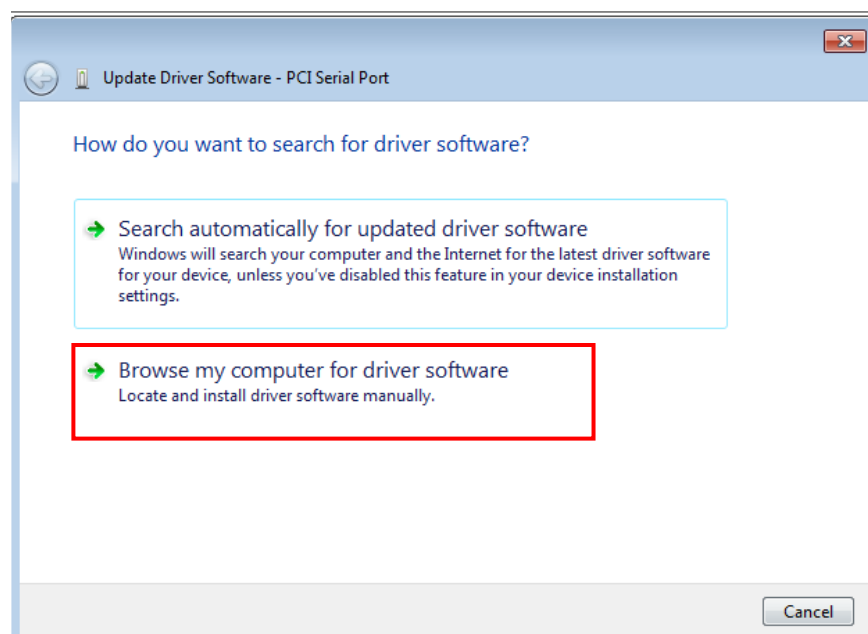 Update Driver Software - PCI Serial Port
How do you want to search for driver software?
Search automatically for updated driver software
Windows will search your computer and the Internet for the latest driver software
for your device, unless you've disabled this feature in your device installation
settings.
Browse my computer for driver software
Locate and install driver software manually.
Cancel